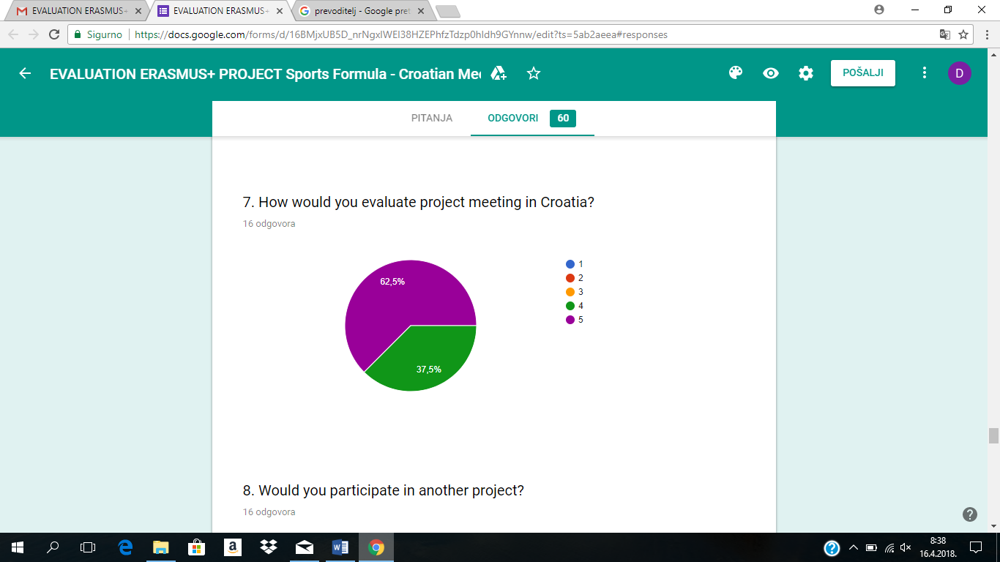 EVALUATION ERASMUS+
EVALUATION ERASMUS+
prevoditelj - Google pret
Sigurno
https://docs.google.com/forms/d/16BMjxUB5D_nrNgxlWEl38HZEPhfzTdzp0hldh9GYnnw/edit?ts=5ab2aeea#responses
EVALUATION ERASMUS+ PROJECT Sports Formula - Croatian Mee
POŠALJI
D
PITANJA
ODGOVORI 60
7. How would you evaluate project meeting in Croatia?
16 odgovora
62,5%
37,5%
1
2
3
4
5
8. Would you participate in another project?
16 odgovora
8:38
16.4.2018.